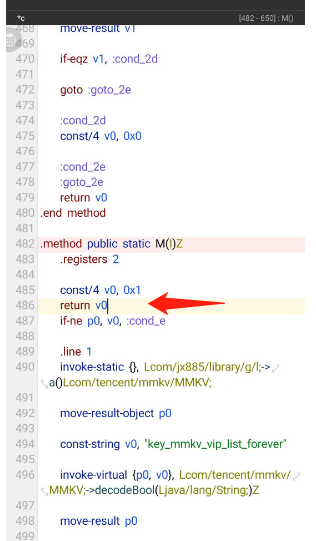 *c [482 - 650] : M()
468 move-result v1
469
470 if-eqz v1, :cond_2d
471
472 goto :goto_2e
473
474 :cond_2d
475 const/4 v0, 0x0
476
477 :cond_2e
478 :goto_2e
479 return v0
480 .end method
481
482 .method public static M(I)Z
483 .registers 2
484
485 const/4 v0, 0x1
486 return v0
487 if-ne p0, v0, :cond_e
488
489 .line 1
490 invoke-static {}, Lcom/jx885/library/g/l;->
a()Lcom/tencent/mmkv/MMKV;
491
492 move-result-object p0
493
494 const-string v0, "key_mmkv_vip_list_forever"
495
496 invoke-virtual {p0, v0}, Lcom/tencent/mmkv/
MMKV;->decodeBool(Ljava/lang/String;)Z
497
498 move-result p0
499